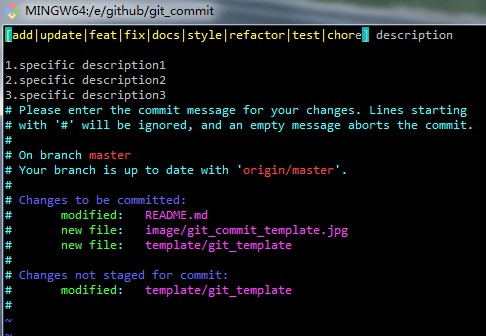 MINGW64:/e/github/git_commit
[add|update|feat|fix|docs|style|refactor|test|chore] description
1.specific description1
2.specific description2
3.specific description3
# Please enter the commit message for your changes. Lines starting
# with '#' will be ignored, and an empty message aborts the commit.
#
# On branch master
# Your branch is up to date with 'origin/master'.
#
# Changes to be committed:
#       modified:   README.md
#       new file:   image/git_commit_template.jpg
#       new file:   template/git_template
#
# Changes not staged for commit:
#       modified:   template/git_template
#
~
~